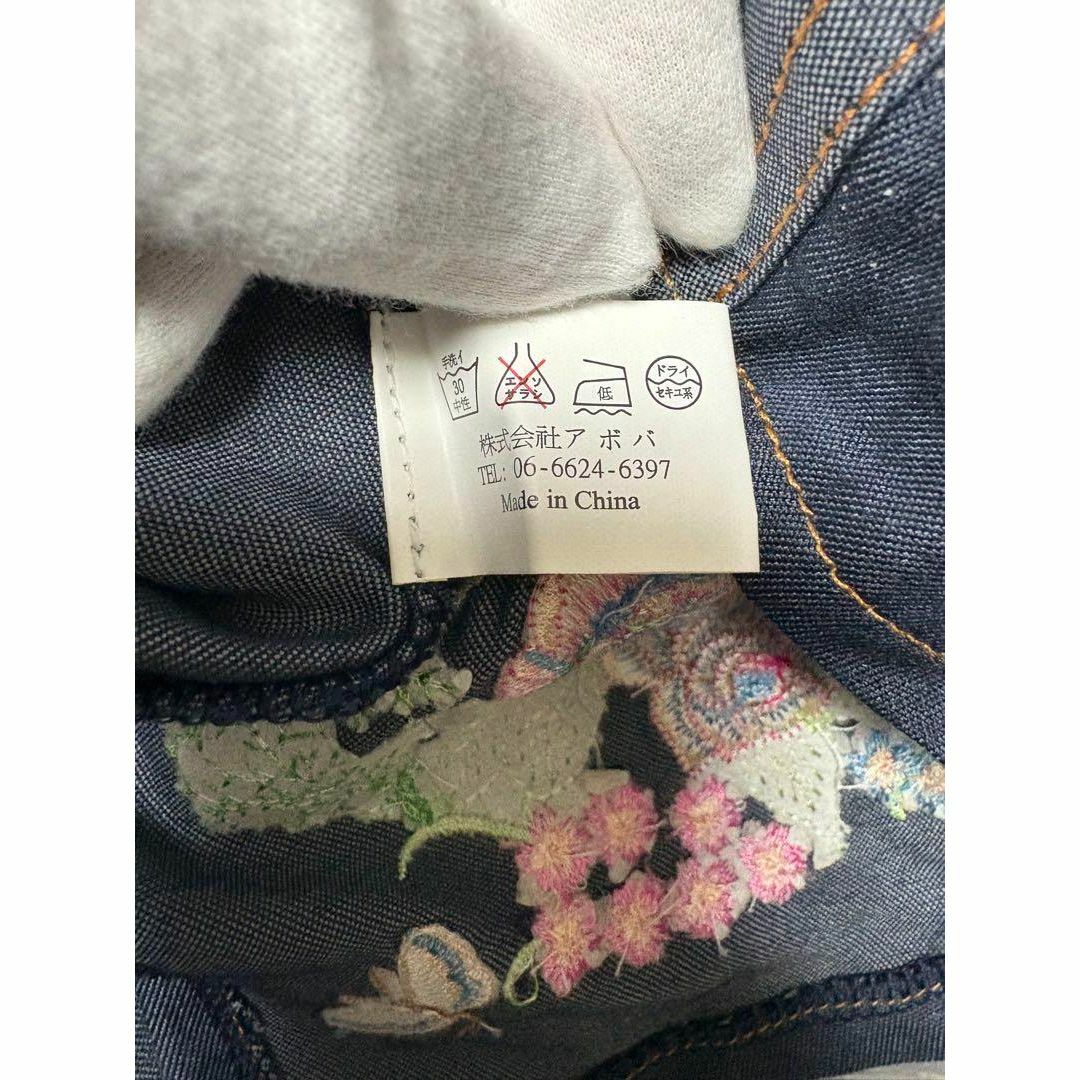 手洗イ
30
中性
エンソ
サラシ
低
ドライ
セキユ系
株式会社アボバ
TEL: 06-6624-6397
Made in China